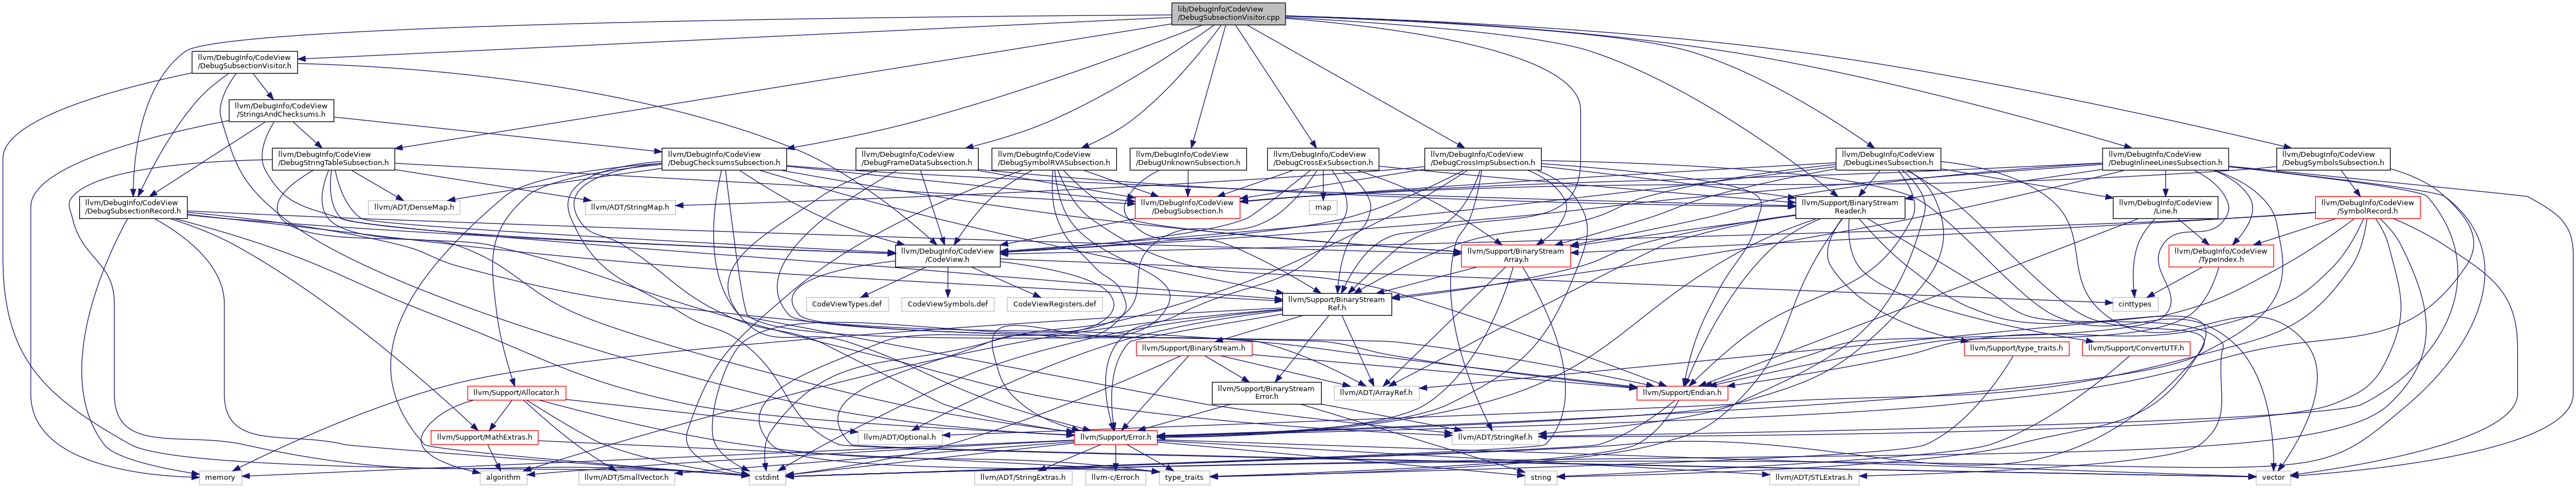 lib/DebugInfo/CodeView
/DebugSubsectionVisitor.cpp
llvm/DebugInfo/CodeView
/DebugSubsectionVisitor.h
llvm/DebugInfo/CodeView
/StringsAndChecksums.h
llvm/DebugInfo/CodeView
/DebugStringTableSubsection.h
llvm/DebugInfo/CodeView
/DebugChecksumsSubsection.h
llvm/DebugInfo/CodeView
/DebugFrameDataSubsection.h
llvm/DebugInfo/CodeView
/DebugSymbolRVASubsection.h
llvm/DebugInfo/CodeView
/DebugUnknownSubsection.h
llvm/DebugInfo/CodeView
/DebugCrossExSubsection.h
llvm/DebugInfo/CodeView
/DebugCrossImpSubsection.h
llvm/DebugInfo/CodeView
/DebugLinesSubsection.h
llvm/DebugInfo/CodeView
/DebugInlineeLinesSubsection.h
llvm/DebugInfo/CodeView
/DebugSymbolsSubsection.h
llvm/DebugInfo/CodeView
/DebugSubsectionRecord.h
llvm/ADT/DenseMap.h
llvm/ADT/StringMap.h
llvm/DebugInfo/CodeView
/DebugSubsection.h
map
llvm/Support/BinaryStream
Reader.h
llvm/DebugInfo/CodeView
/Line.h
llvm/DebugInfo/CodeView
/SymbolRecord.h
llvm/DebugInfo/CodeView
/CodeView.h
llvm/Support/BinaryStream
Array.h
llvm/DebugInfo/CodeView
/TypeIndex.h
CodeViewTypes.def
CodeViewSymbols.def
CodeViewRegisters.def
llvm/Support/BinaryStream
Ref.h
cinttypes
llvm/Support/BinaryStream.h
llvm/Support/type_traits.h
llvm/Support/ConvertUTF.h
llvm/Support/Allocator.h
llvm/Support/BinaryStream
Error.h
llvm/ADT/ArrayRef.h
llvm/Support/Endian.h
llvm/Support/MathExtras.h
llvm/ADT/Optional.h
llvm/Support/Error.h
llvm/ADT/StringRef.h
memory
algorithm
llvm/ADT/SmallVector.h
cstdint
llvm/ADT/StringExtras.h
llvm-c/Error.h
type_traits
string
llvm/ADT/STLExtras.h
vector